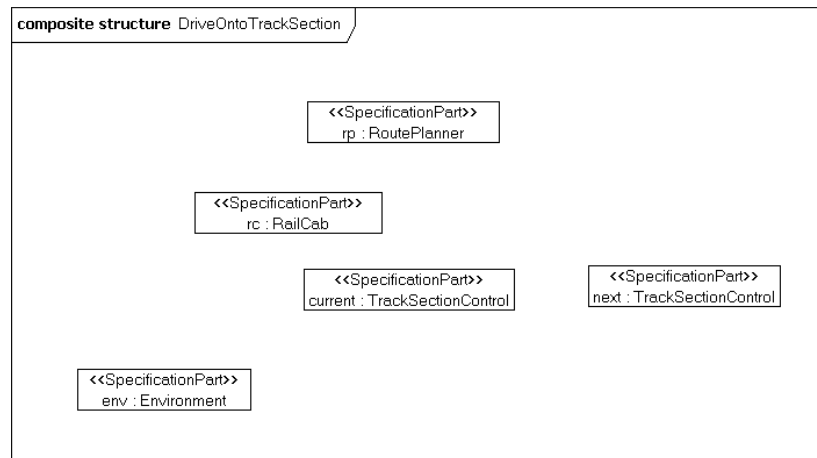 composite structure DriveOntoTrackSection
<<SpecificationPart>>
rp : RoutePlanner
<<SpecificationPart>>
rc : RailCab
<<SpecificationPart>>
current : TrackSectionControl
<<SpecificationPart>>
next : TrackSectionControl
<<SpecificationPart>>
env : Environment